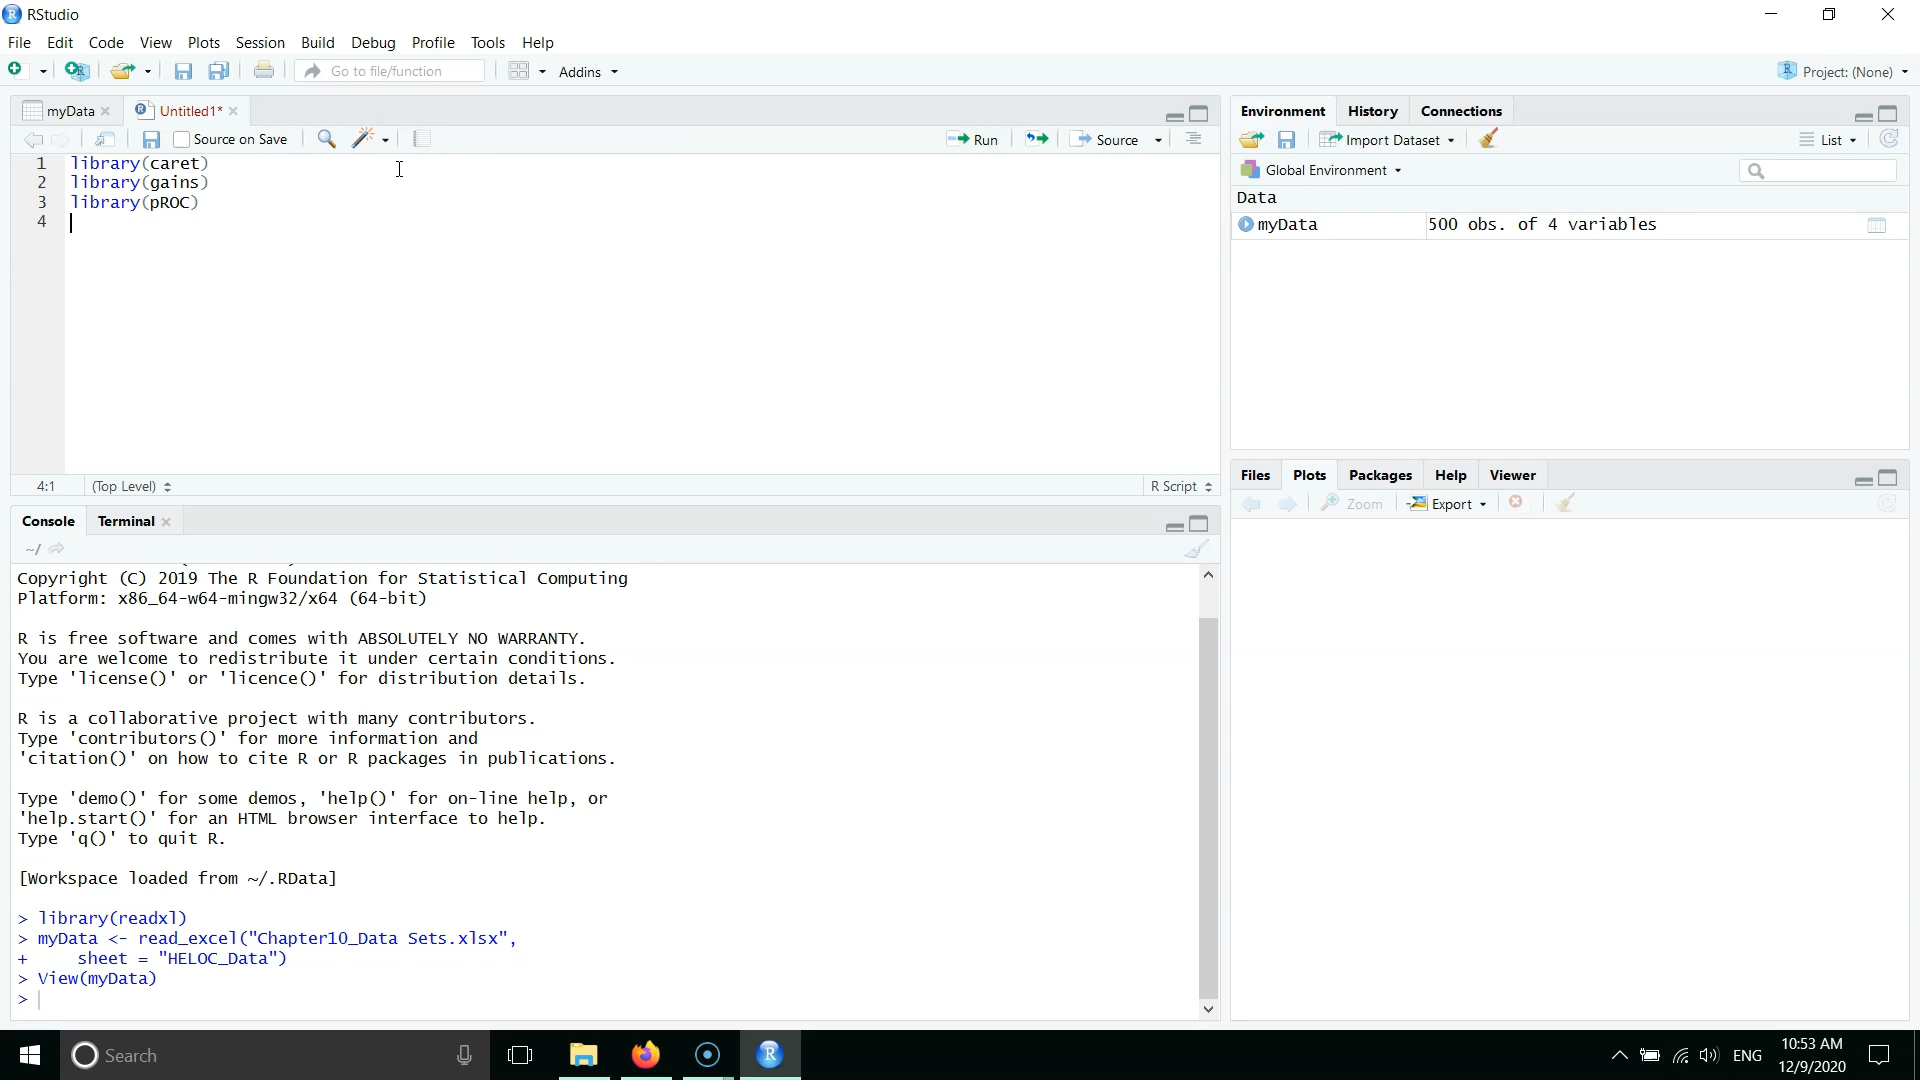 RStudio
File Edit Code View Plots Session Build Debug Profile Tools Help
Go to file/function Addins Project: (None)
myData Untitled1*
Source on Save Run Source
1 library(caret)
2 library(gains)
3 library(pROC)
4
4:1 (Top Level) R Script
Console Terminal
~/
Copyright (C) 2019 The R Foundation for Statistical Computing
Platform: x86_64-w64-mingw32/x64 (64-bit)
R is free software and comes with ABSOLUTELY NO WARRANTY.
You are welcome to redistribute it under certain conditions.
Type 'license()' or 'licence()' for distribution details.
R is a collaborative project with many contributors.
Type 'contributors()' for more information and
'citation()' on how to cite R or R packages in publications.
Type 'demo()' for some demos, 'help()' for on-line help, or
'help.start()' for an HTML browser interface to help.
Type 'q()' to quit R.
[Workspace loaded from ~/.RData]
> library(readxl)
> myData <- read_excel("Chapter10_Data Sets.xlsx",
+     sheet = "HELOC_Data")
> View(myData)
>
Environment History Connections
Import Dataset List
Global Environment
Data
myData 500 obs. of 4 variables
Files Plots Packages Help Viewer
Zoom Export
Search
ENG
10:53 AM
12/9/2020